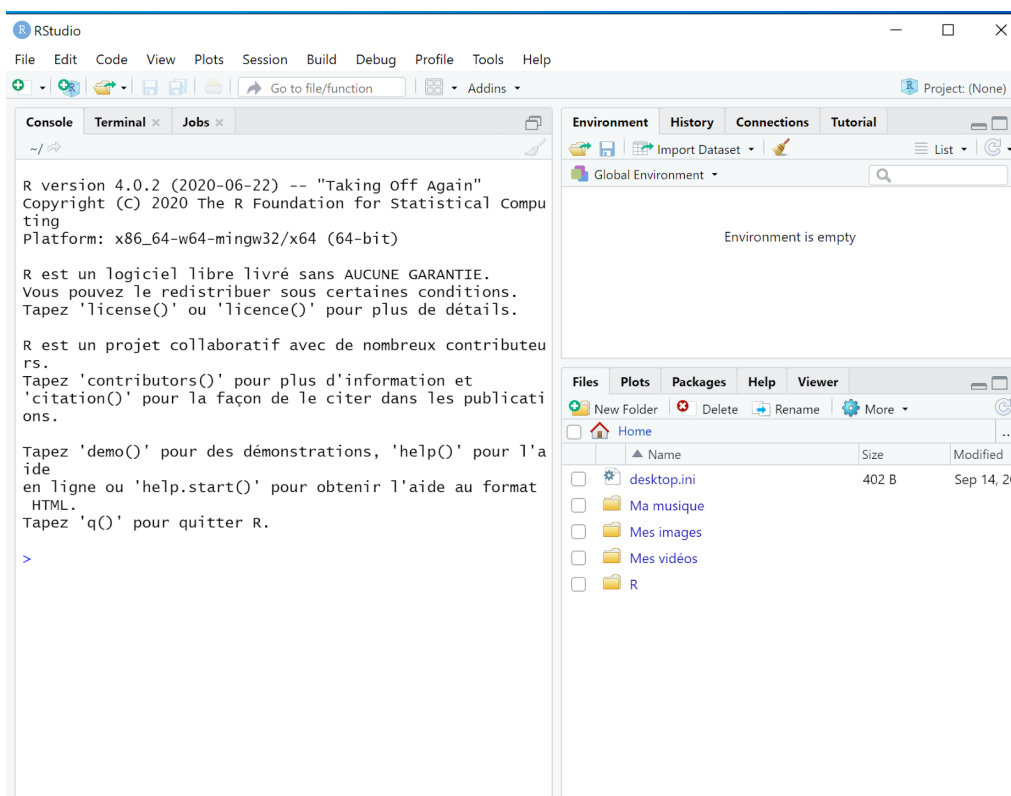 RStudio
File Edit Code View Plots Session Build Debug Profile Tools Help
Go to file/function Addins Project: (None)
Console Terminal Jobs
~/
R version 4.0.2 (2020-06-22) -- "Taking Off Again"
Copyright (C) 2020 The R Foundation for Statistical Compu
ting
Platform: x86_64-w64-mingw32/x64 (64-bit)
R est un logiciel libre livré sans AUCUNE GARANTIE.
Vous pouvez le redistribuer sous certaines conditions.
Tapez 'license()' ou 'licence()' pour plus de détails.
R est un projet collaboratif avec de nombreux contributeu
rs.
Tapez 'contributors()' pour plus d'information et
'citation()' pour la façon de le citer dans les publicati
ons.
Tapez 'demo()' pour des démonstrations, 'help()' pour l'a
ide
en ligne ou 'help.start()' pour obtenir l'aide au format
HTML.
Tapez 'q()' pour quitter R.
>
Environment History Connections Tutorial
Import Dataset List
Global Environment
Environment is empty
Files Plots Packages Help Viewer
New Folder Delete Rename More
Home ..
Name Size Modified
desktop.ini 402 B Sep 14, 20
Ma musique
Mes images
Mes vidéos
R